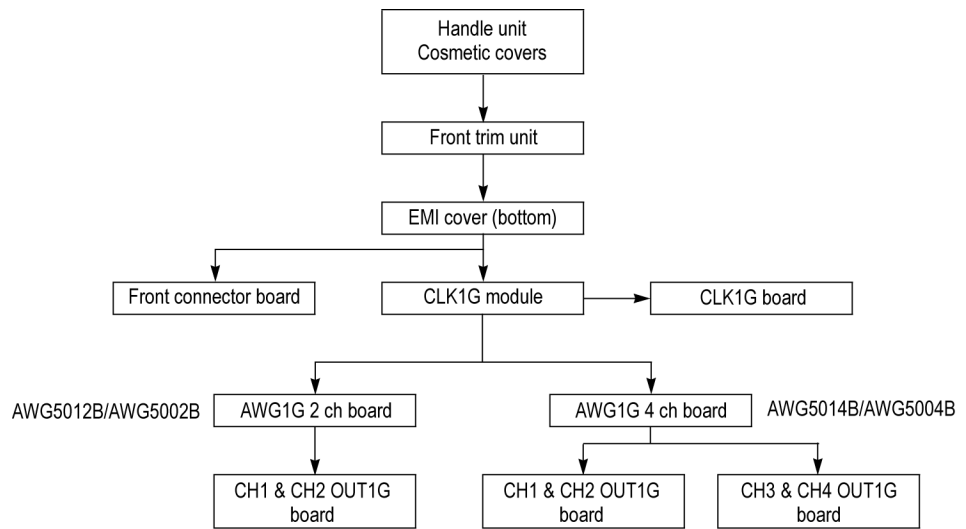 Handle unit
Cosmetic covers
Front trim unit
EMI cover (bottom)
Front connector board
CLK1G module
CLK1G board
AWG5012B/AWG5002B
AWG1G 2 ch board
AWG1G 4 ch board
AWG5014B/AWG5004B
CH1 & CH2 OUT1G
board
CH1 & CH2 OUT1G
board
CH3 & CH4 OUT1G
board